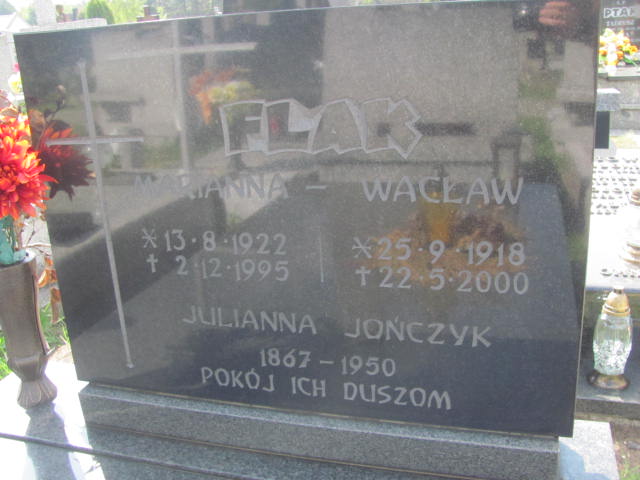 FLAK
MARIANNA – WACŁAW
* 13·8·1922 * 25·9·1918
† 2·12·1995 † 22·5·2000
JULIANNA JOŃCZYK
1867 – 1950
POKÓJ ICH DUSZOM
PTAK